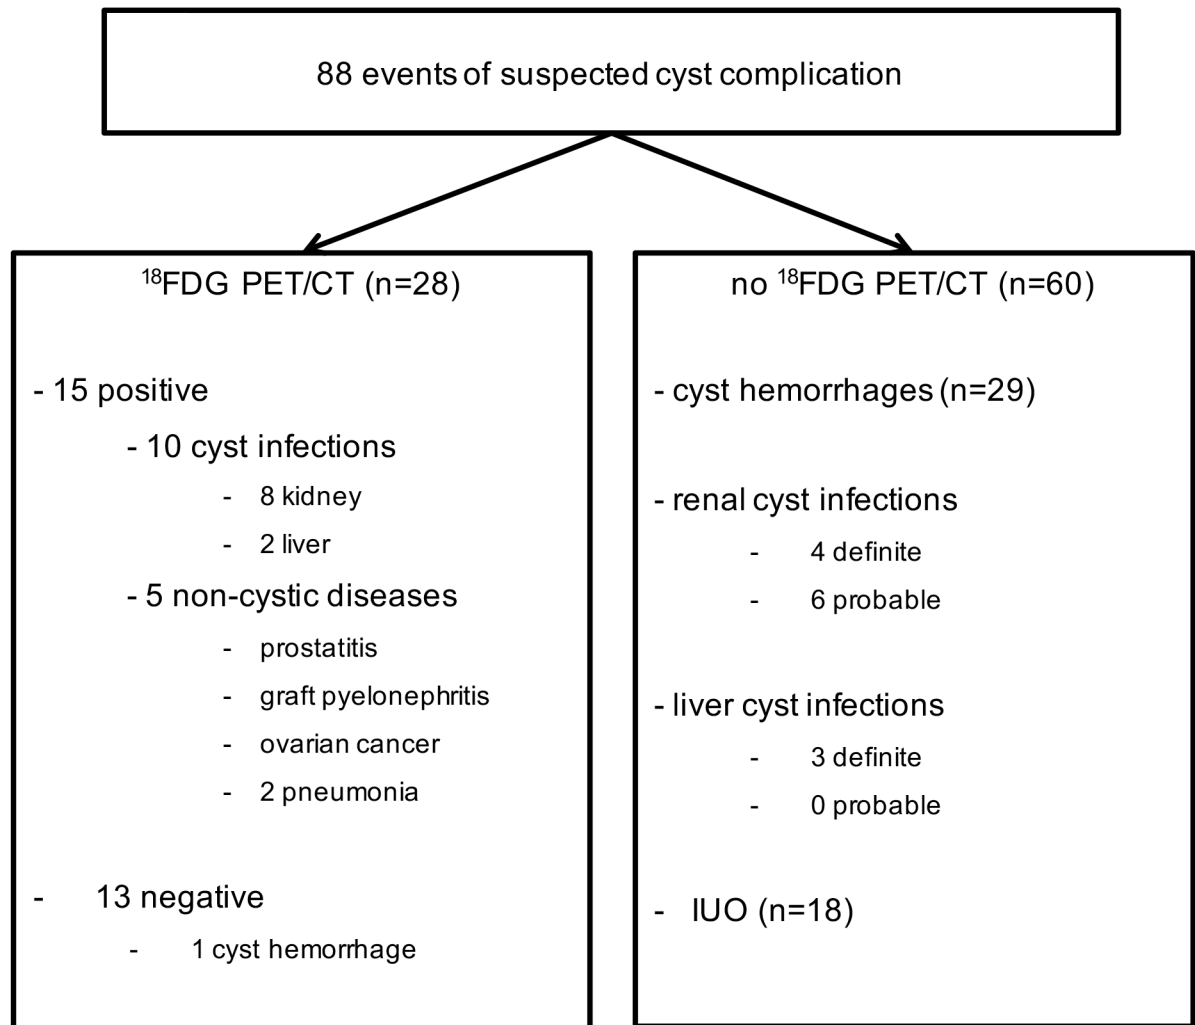 88 events of suspected cyst complication
¹⁸FDG PET/CT (n=28)
- 15 positive
- 10 cyst infections
- 8 kidney
- 2 liver
- 5 non-cystic diseases
- prostatitis
- graft pyelonephritis
- ovarian cancer
- 2 pneumonia
- 13 negative
- 1 cyst hemorrhage
no ¹⁸FDG PET/CT (n=60)
- cyst hemorrhages (n=29)
- renal cyst infections
- 4 definite
- 6 probable
- liver cyst infections
- 3 definite
- 0 probable
- IUO (n=18)